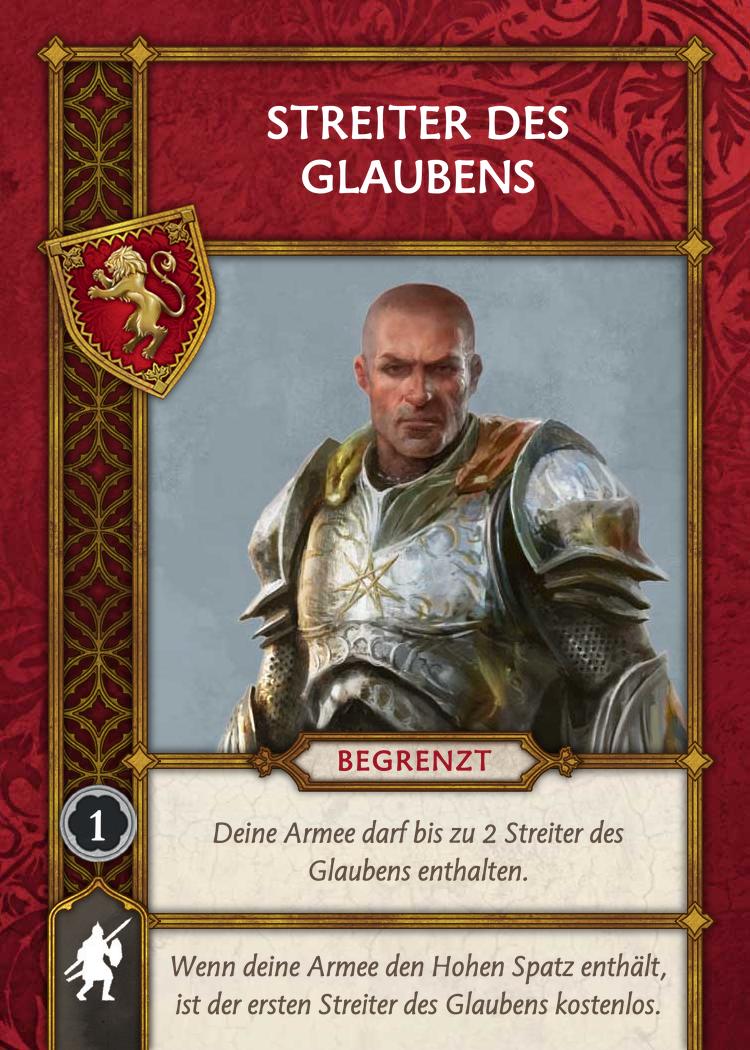 STREITER DES
GLAUBENS
BEGRENZT
1
Deine Armee darf bis zu 2 Streiter des
Glaubens enthalten.
Wenn deine Armee den Hohen Spatz enthält,
ist der ersten Streiter des Glaubens kostenlos.